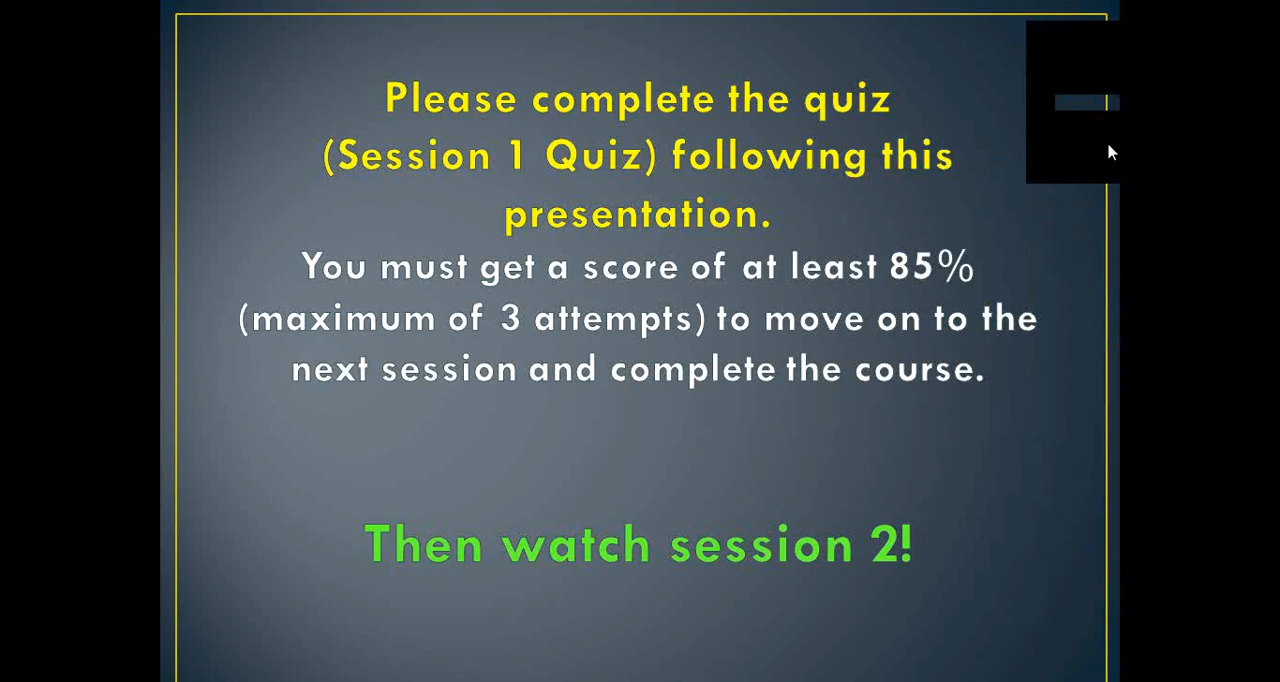 Please complete the quiz
(Session 1 Quiz) following this
presentation.
You must get a score of at least 85%
(maximum of 3 attempts) to move on to the
next session and complete the course.
Then watch session 2!